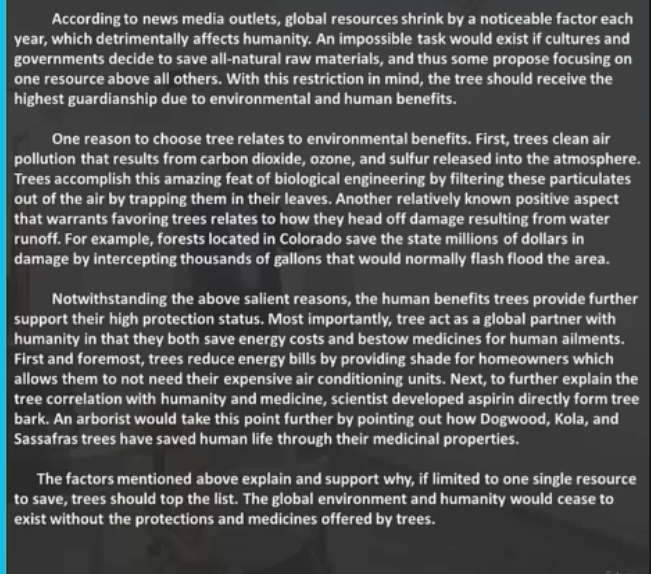 According to news media outlets, global resources shrink by a noticeable factor each
year, which detrimentally affects humanity. An impossible task would exist if cultures and
governments decide to save all-natural raw materials, and thus some propose focusing on
one resource above all others. With this restriction in mind, the tree should receive the
highest guardianship due to environmental and human benefits.
One reason to choose tree relates to environmental benefits. First, trees clean air
pollution that results from carbon dioxide, ozone, and sulfur released into the atmosphere.
Trees accomplish this amazing feat of biological engineering by filtering these particulates
out of the air by trapping them in their leaves. Another relatively known positive aspect
that warrants favoring trees relates to how they head off damage resulting from water
runoff. For example, forests located in Colorado save the state millions of dollars in
damage by intercepting thousands of gallons that would normally flash flood the area.
Notwithstanding the above salient reasons, the human benefits trees provide further
support their high protection status. Most importantly, tree act as a global partner with
humanity in that they both save energy costs and bestow medicines for human ailments.
First and foremost, trees reduce energy bills by providing shade for homeowners which
allows them to not need their expensive air conditioning units. Next, to further explain the
tree correlation with humanity and medicine, scientist developed aspirin directly form tree
bark. An arborist would take this point further by pointing out how Dogwood, Kola, and
Sassafras trees have saved human life through their medicinal properties.
The factors mentioned above explain and support why, if limited to one single resource
to save, trees should top the list. The global environment and humanity would cease to
exist without the protections and medicines offered by trees.